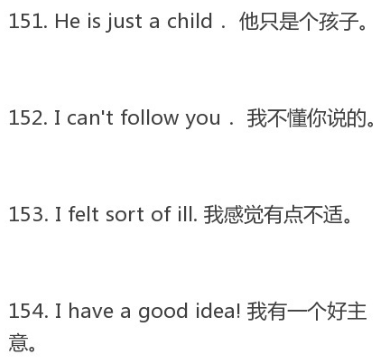 151. He is just a child． 他只是个孩子。
152. I can't follow you． 我不懂你说的。
153. I felt sort of ill. 我感觉有点不适。
154. I have a good idea! 我有一个好主
意。